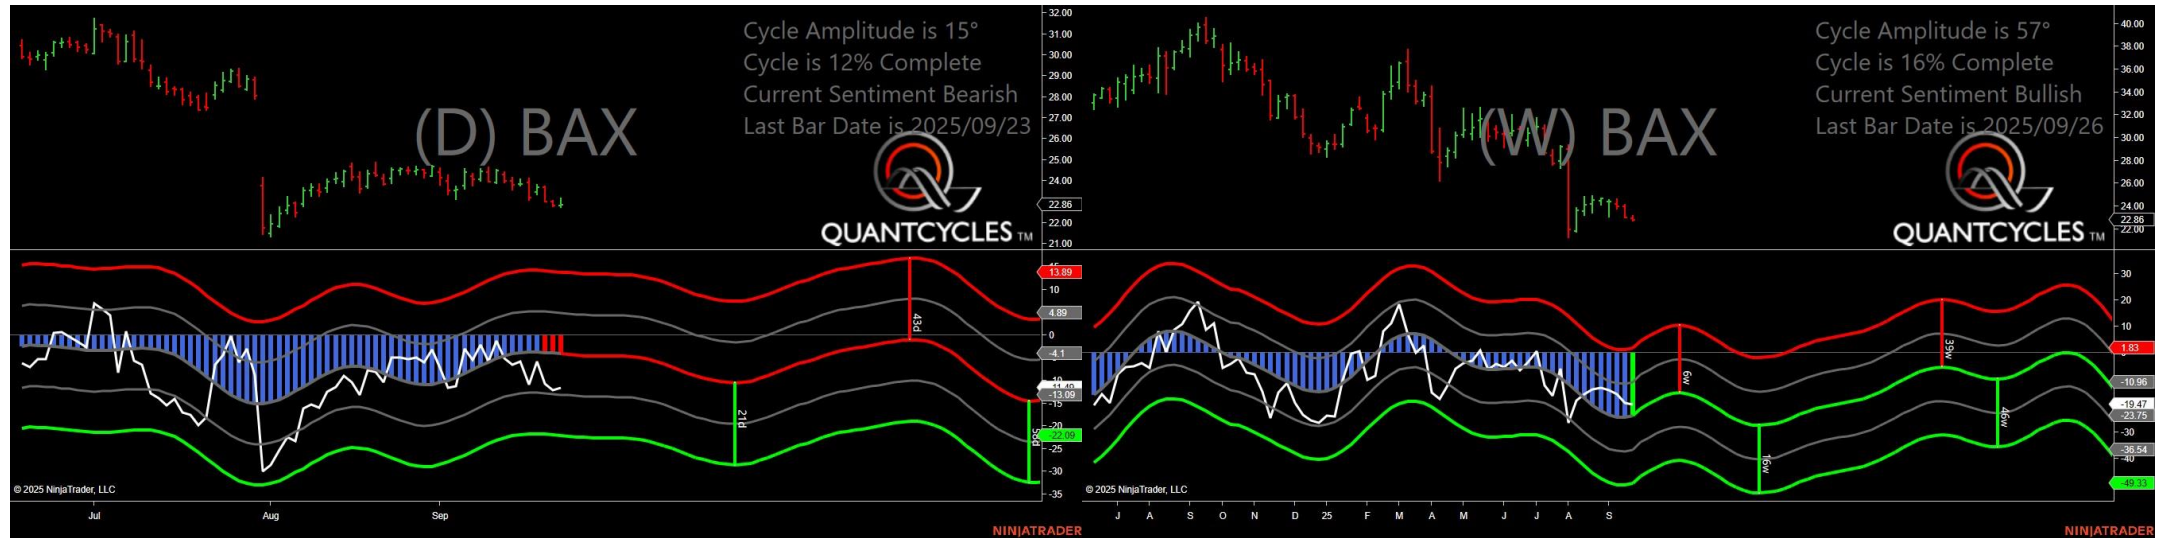 Cycle Amplitude is 15°
Cycle is 12% Complete
Current Sentiment Bearish
Last Bar Date is 2025/09/23
(D) BAX
QUANTCYCLES TM
32.00
31.00
30.00
29.00
28.00
27.00
26.00
25.00
24.00
22.86
22.00
21.00
13.89
10
4.89
0
-4.1
-13.09
-15
-20
-22.09
-25
-30
-35
43d
21d
58d
© 2025 NinjaTrader, LLC
Jul
Aug
Sep
NINJATRADER
Cycle Amplitude is 57°
Cycle is 16% Complete
Current Sentiment Bullish
Last Bar Date is 2025/09/26
(W) BAX
QUANTCYCLES TM
40.00
38.00
36.00
34.00
32.00
30.00
28.00
26.00
24.00
22.86
22.00
30
20
10
1.83
-10.96
-19.47
-23.75
-30
-36.54
-40
-49.33
6w
16w
39w
46w
© 2025 NinjaTrader, LLC
J A S O N D 25 F M A M J J A S
NINJATRADER